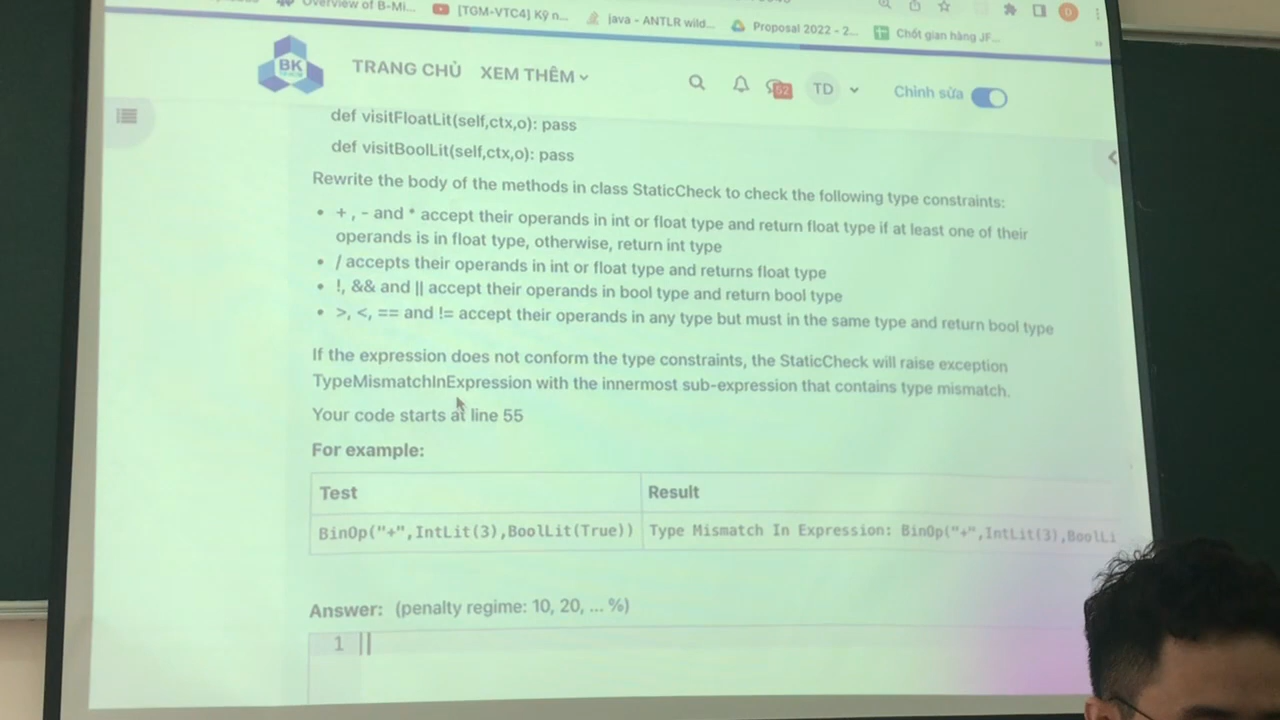 Overview of B-Mi...
[TGM-VTC4] Kỹ n...
java - ANTLR wild...
Proposal 2022 - 2...
Chốt gian hàng JF...
»
BK
TRANG CHỦ
XEM THÊM
52
TD
Chỉnh sửa
def visitFloatLit(self,ctx,o): pass
def visitBoolLit(self,ctx,o): pass
Rewrite the body of the methods in class StaticCheck to check the following type constraints:
• + , - and * accept their operands in int or float type and return float type if at least one of their
operands is in float type, otherwise, return int type
• / accepts their operands in int or float type and returns float type
• !, && and || accept their operands in bool type and return bool type
• >, <, == and != accept their operands in any type but must in the same type and return bool type
If the expression does not conform the type constraints, the StaticCheck will raise exception
TypeMismatchInExpression with the innermost sub-expression that contains type mismatch.
Your code starts at line 55
For example:
Test
Result
BinOp("+",IntLit(3),BoolLit(True))
Type Mismatch In Expression: BinOp("+",IntLit(3),BoolLi
Answer: (penalty regime: 10, 20, ... %)
1